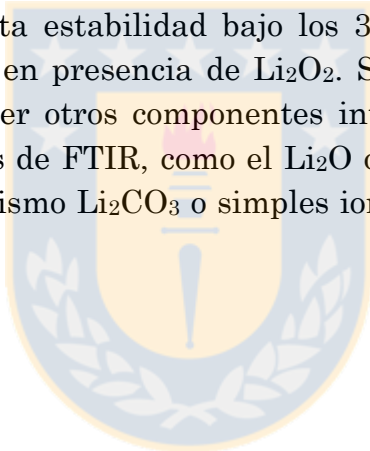 ta estabilidad bajo los 3
en presencia de Li₂O₂. S
er otros componentes in
s de FTIR, como el Li₂O
ismo Li₂CO₃ o simples ion